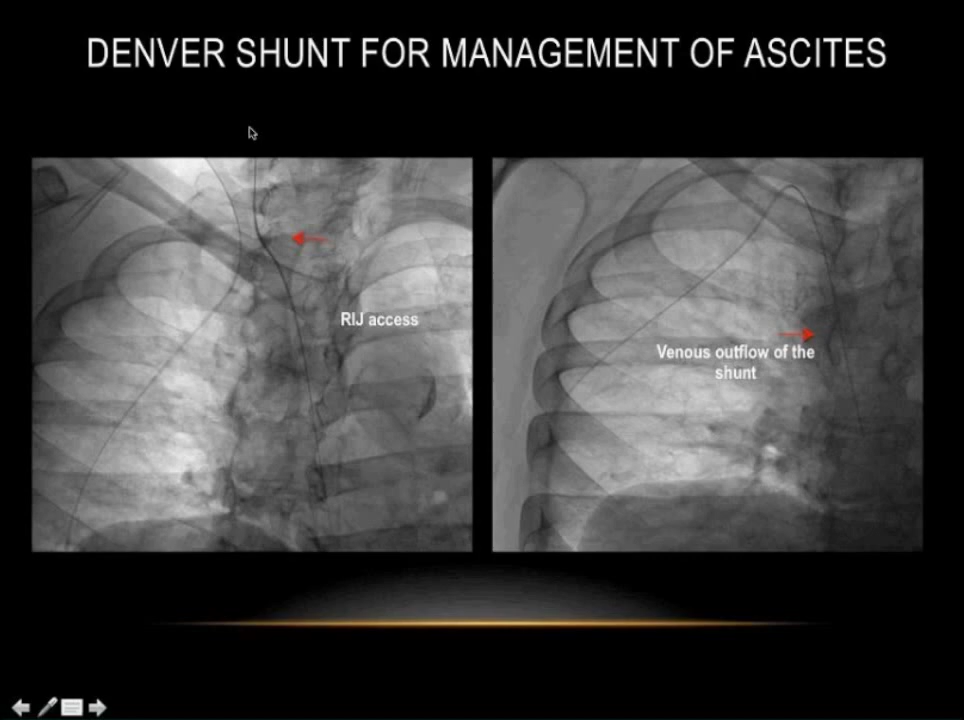 DENVER SHUNT FOR MANAGEMENT OF ASCITES
RIJ access
Venous outflow of the
shunt